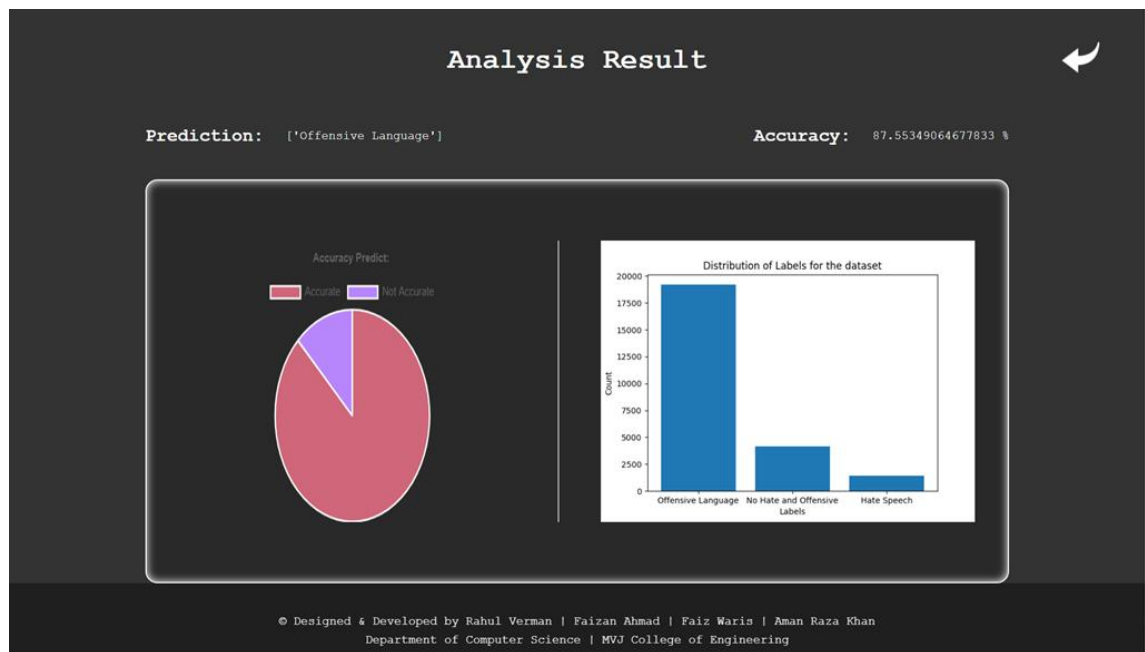 Analysis Result
Prediction: ['Offensive Language']
Accuracy: 87.55349064677833 %
Accuracy Predict:
Accurate Not Accurate
Distribution of Labels for the dataset
20000
17500
15000
12500
10000
7500
5000
2500
0
Count
Offensive Language No Hate and Offensive Hate Speech
Labels
© Designed & Developed by Rahul Verman | Faizan Ahmad | Faiz Waris | Aman Raza Khan
Department of Computer Science | MVJ College of Engineering